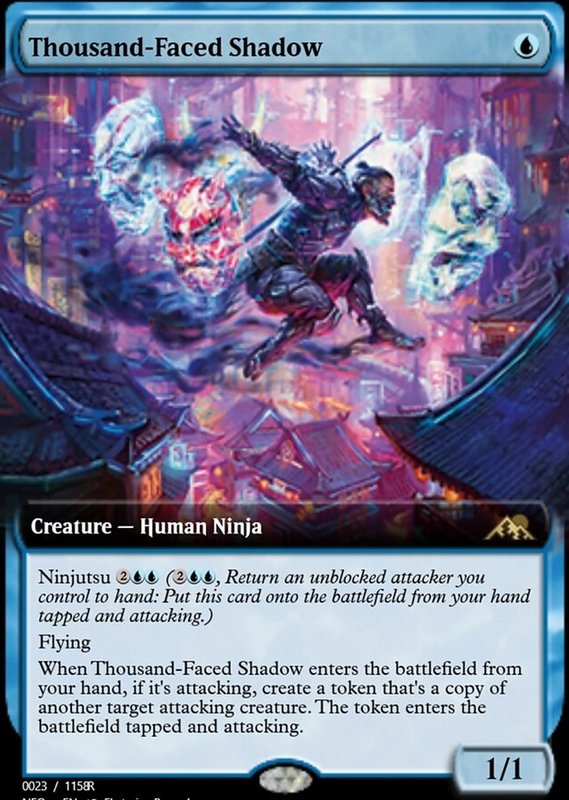 Thousand-Faced Shadow
Creature — Human Ninja
Ninjutsu 2 (2, Return an unblocked attacker you
control to hand: Put this card onto the battlefield from your hand
tapped and attacking.)
Flying
When Thousand-Faced Shadow enters the battlefield from
your hand, if it's attacking, create a token that's a copy of
another target attacking creature. The token enters the
battlefield tapped and attacking.
1/1
0023 / 1158R